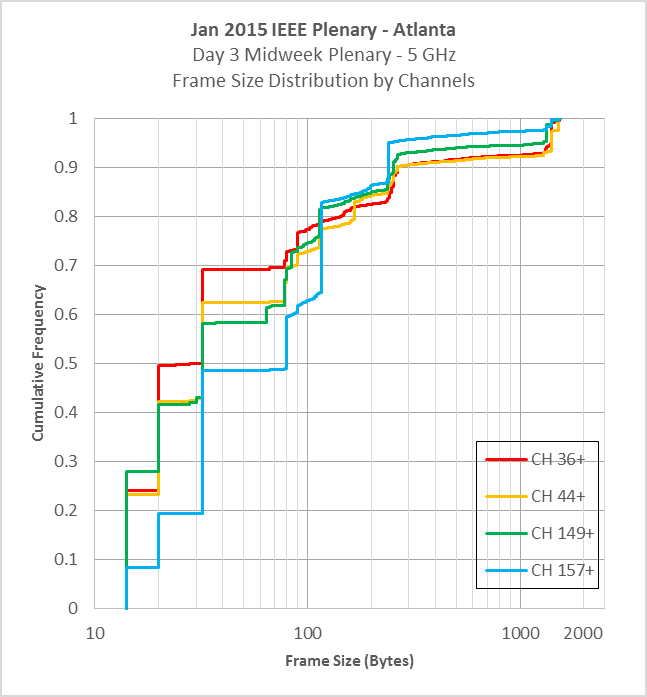 Jan 2015 IEEE Plenary - Atlanta
Day 3 Midweek Plenary - 5 GHz
Frame Size Distribution by Channels
1
0.9
0.8
0.7
0.6
0.5
0.4
0.3
0.2
0.1
0
Cumulative Frequency
CH 36+
CH 44+
CH 149+
CH 157+
10 100 1000 2000
Frame Size (Bytes)